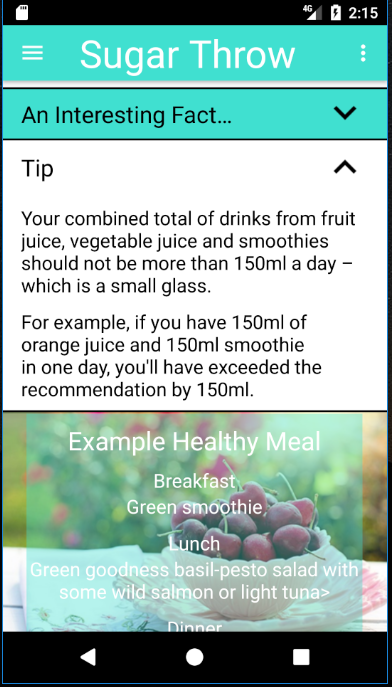 4G 2:15
Sugar Throw
An Interesting Fact...
Tip
Your combined total of drinks from fruit
juice, vegetable juice and smoothies
should not be more than 150ml a day –
which is a small glass.
For example, if you have 150ml of
orange juice and 150ml smoothie
in one day, you'll have exceeded the
recommendation by 150ml.
Example Healthy Meal
Breakfast
Green smoothie
Lunch
Green goodness basil-pesto salad with
some wild salmon or light tuna>
Dinner